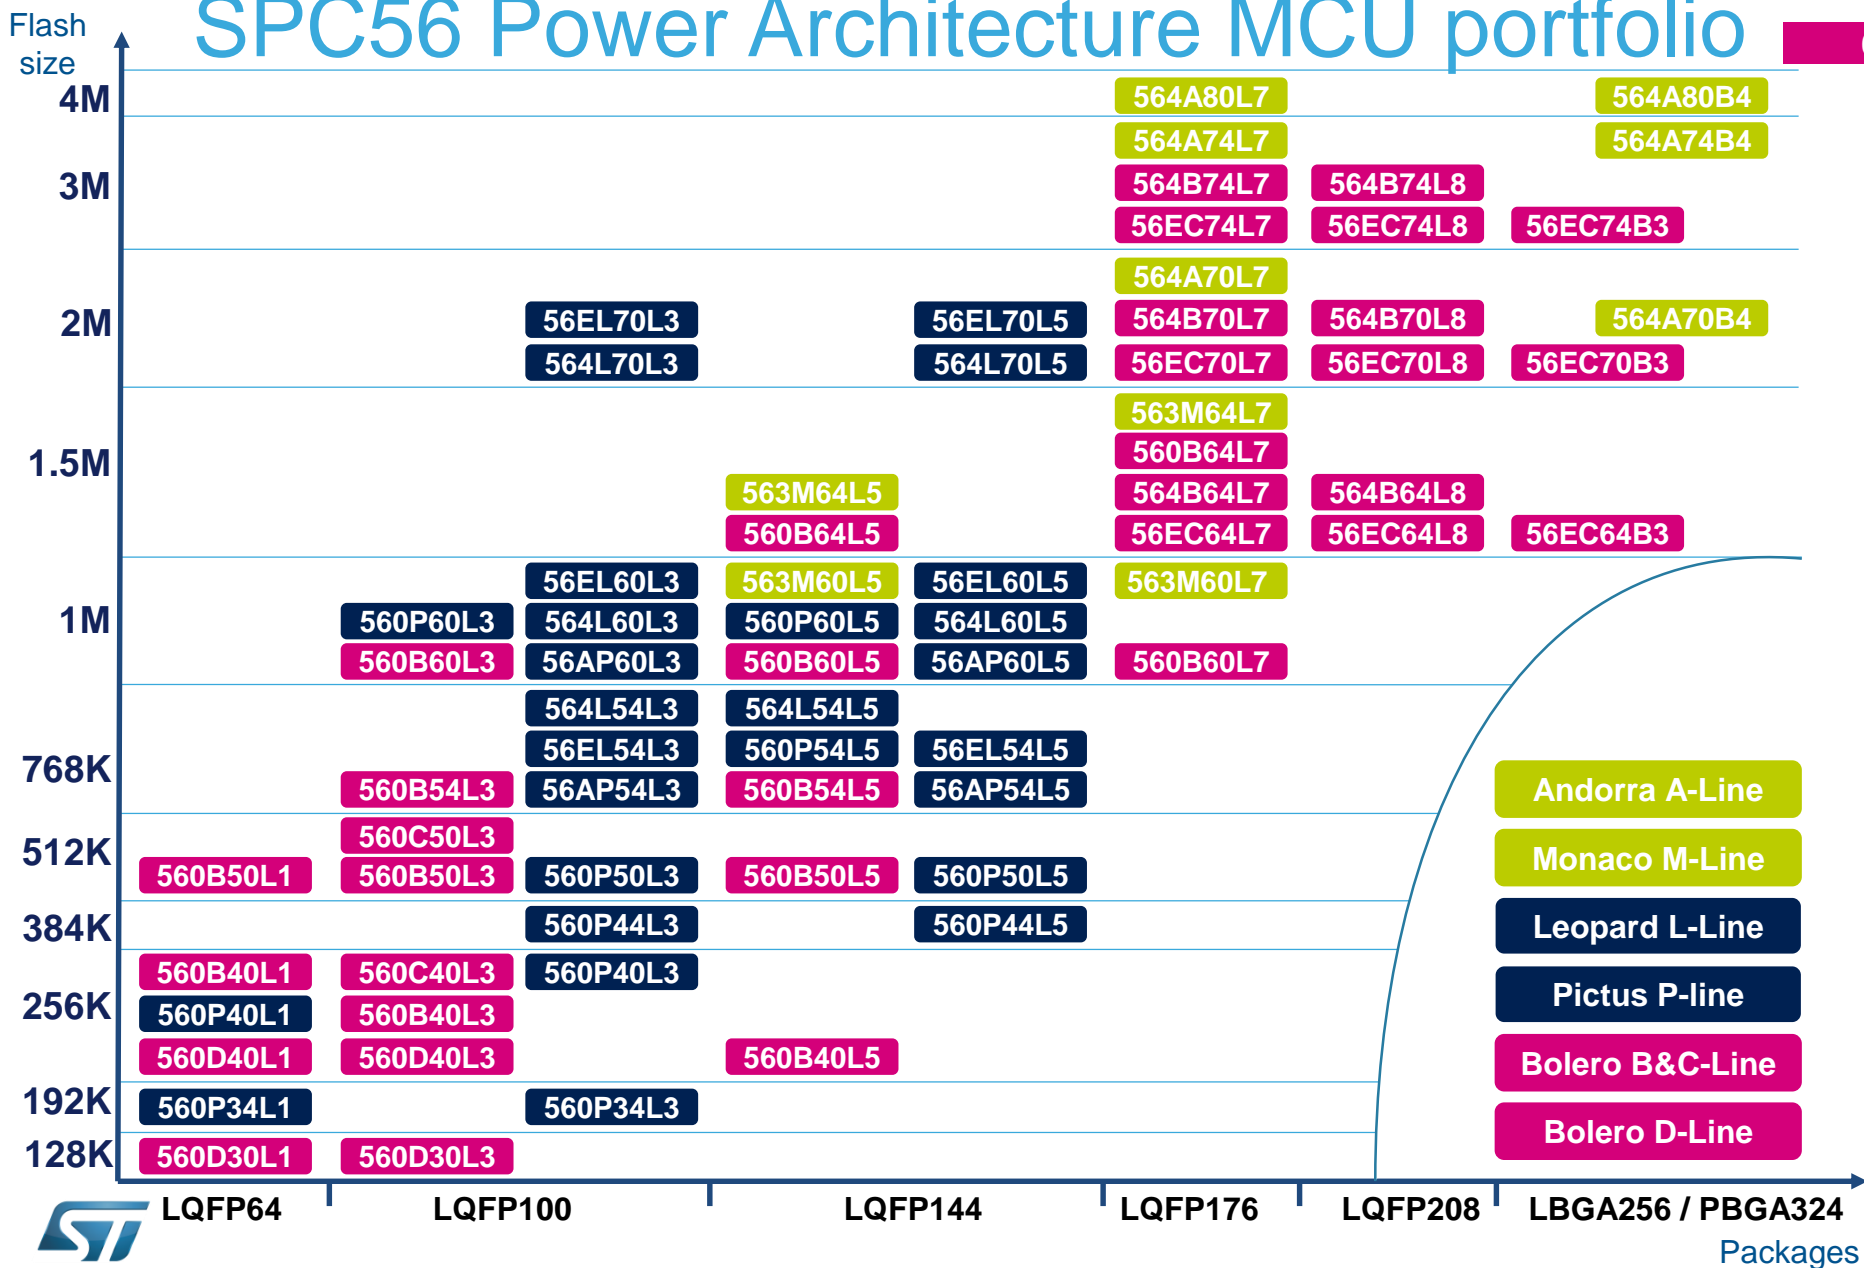 SPC56 Power Architecture MCU portfolio
Flash
size
4M
564A80L7 564A80B4
564A74L7 564A74B4
3M
564B74L7 564B74L8
56EC74L7 56EC74L8 56EC74B3
564A70L7
2M
56EL70L3 56EL70L5 564B70L7 564B70L8 564A70B4
564L70L3 564L70L5 56EC70L7 56EC70L8 56EC70B3
563M64L7
1.5M
560B64L7
563M64L5 564B64L7 564B64L8
560B64L5 56EC64L7 56EC64L8 56EC64B3
56EL60L3 563M60L5 56EL60L5 563M60L7
1M
560P60L3 564L60L3 560P60L5 564L60L5
560B60L3 56AP60L3 560B60L5 56AP60L5 560B60L7
564L54L3 564L54L5
56EL54L3 560P54L5 56EL54L5
768K
560B54L3 56AP54L3 560B54L5 56AP54L5
560C50L3
512K
560B50L1 560B50L3 560P50L3 560B50L5 560P50L5
384K
560P44L3 560P44L5
560B40L1 560C40L3 560P40L3
256K
560P40L1 560B40L3
560D40L1 560D40L3 560B40L5
192K
560P34L1 560P34L3
128K
560D30L1 560D30L3
Andorra A-Line
Monaco M-Line
Leopard L-Line
Pictus P-line
Bolero B&C-Line
Bolero D-Line
LQFP64 LQFP100 LQFP144 LQFP176 LQFP208 LBGA256 / PBGA324
Packages
ST